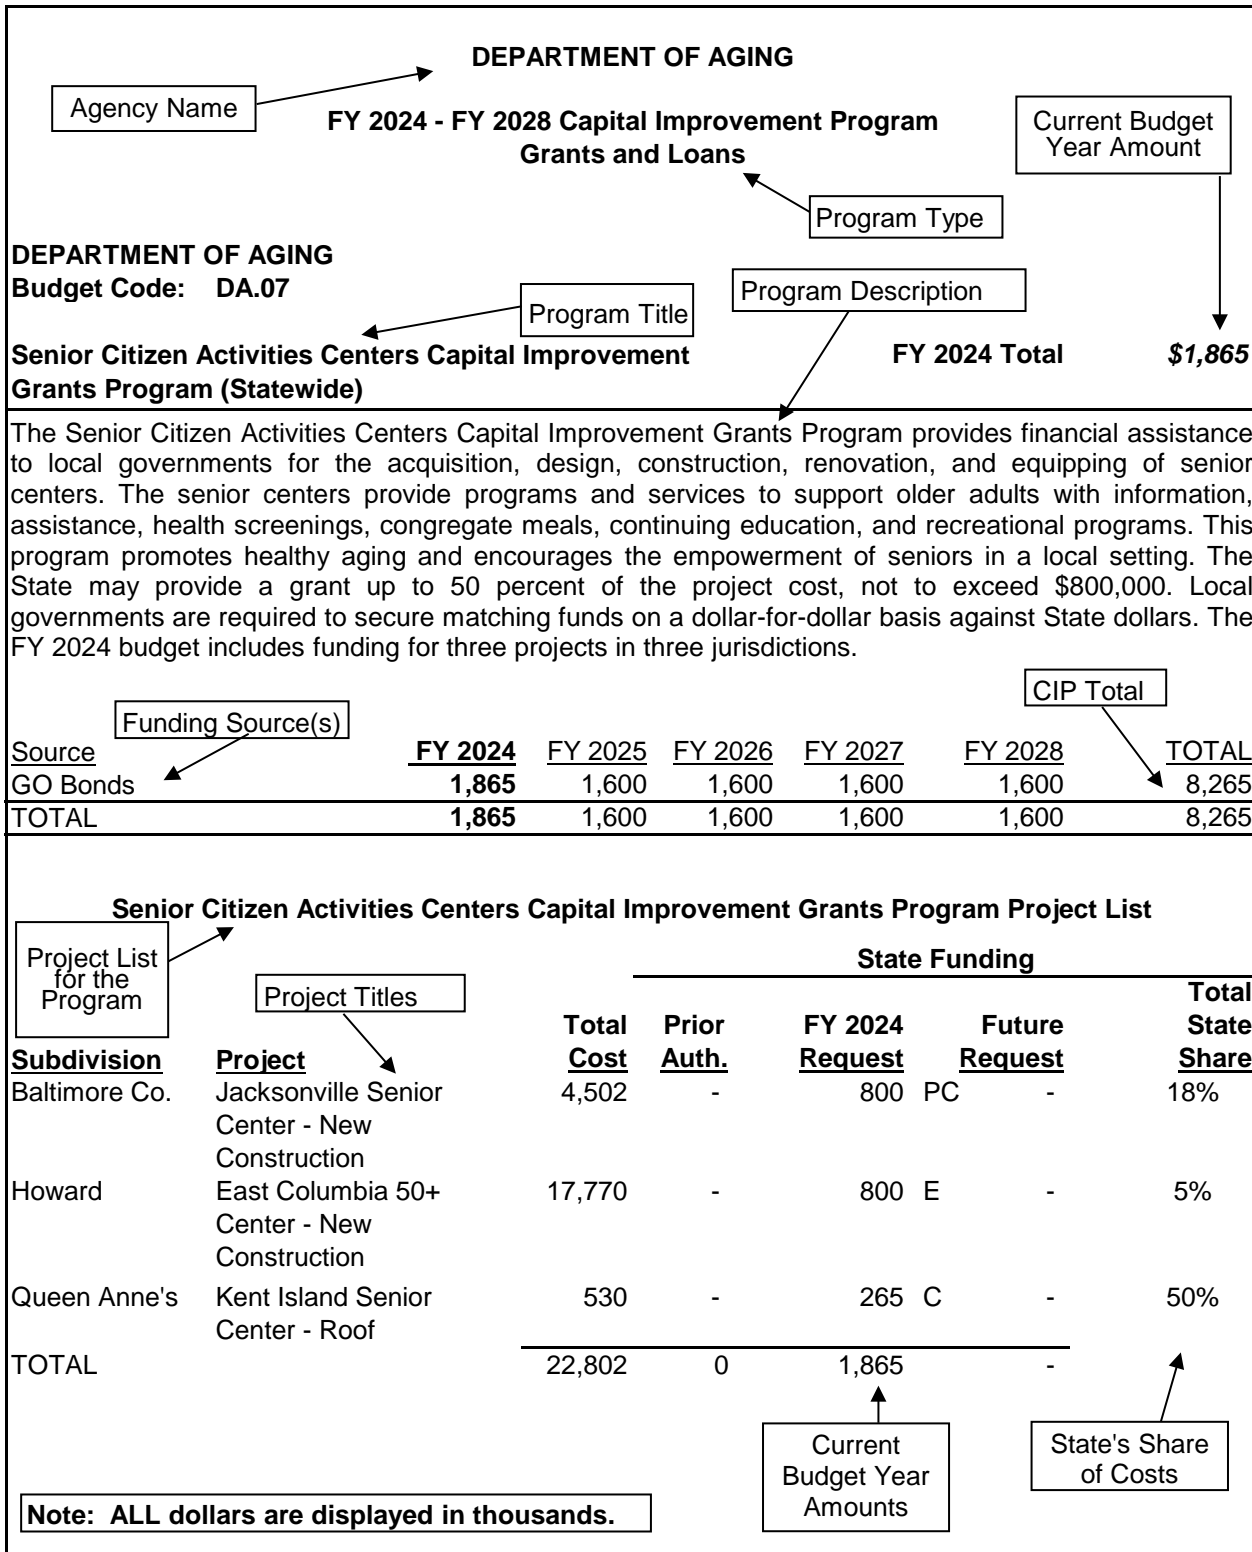 DEPARTMENT OF AGING
Agency Name
FY 2024 - FY 2028 Capital Improvement Program
Grants and Loans
Current Budget
Year Amount
Program Type
DEPARTMENT OF AGING
Budget Code: DA.07
Program Title
Program Description
Senior Citizen Activities Centers Capital Improvement
Grants Program (Statewide)
FY 2024 Total $1,865
The Senior Citizen Activities Centers Capital Improvement Grants Program provides financial assistance
to local governments for the acquisition, design, construction, renovation, and equipping of senior
centers. The senior centers provide programs and services to support older adults with information,
assistance, health screenings, congregate meals, continuing education, and recreational programs. This
program promotes healthy aging and encourages the empowerment of seniors in a local setting. The
State may provide a grant up to 50 percent of the project cost, not to exceed $800,000. Local
governments are required to secure matching funds on a dollar-for-dollar basis against State dollars. The
FY 2024 budget includes funding for three projects in three jurisdictions.
CIP Total
Funding Source(s)
Source FY 2024 FY 2025 FY 2026 FY 2027 FY 2028 TOTAL
GO Bonds 1,865 1,600 1,600 1,600 1,600 8,265
TOTAL 1,865 1,600 1,600 1,600 1,600 8,265
Senior Citizen Activities Centers Capital Improvement Grants Program Project List
Project List
for the
Program
Project Titles
State Funding
Total
Total Prior FY 2024 Future State
Subdivision Project Cost Auth. Request Request Share
Baltimore Co. Jacksonville Senior 4,502 - 800 PC - 18%
Center - New
Construction
Howard East Columbia 50+ 17,770 - 800 E - 5%
Center - New
Construction
Queen Anne's Kent Island Senior 530 - 265 C - 50%
Center - Roof
TOTAL 22,802 0 1,865 -
Current
Budget Year
Amounts
State's Share
of Costs
Note: ALL dollars are displayed in thousands.